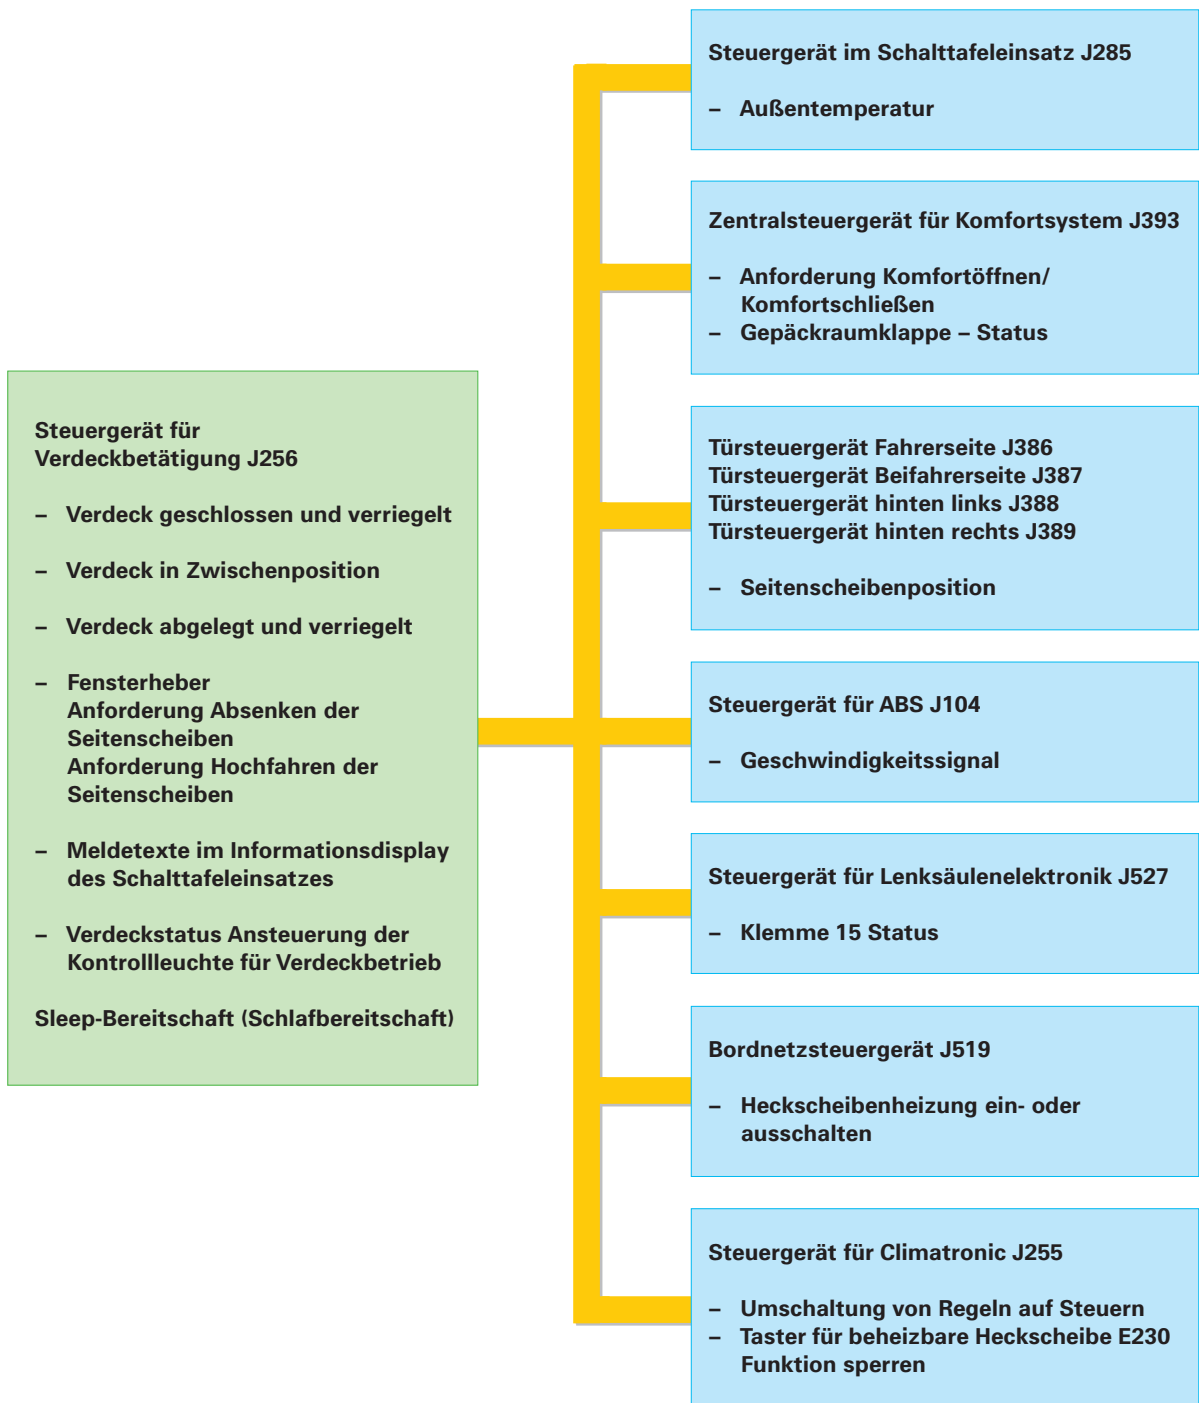 Steuergerät für
Verdeckbetätigung J256
– Verdeck geschlossen und verriegelt
– Verdeck in Zwischenposition
– Verdeck abgelegt und verriegelt
– Fensterheber
Anforderung Absenken der
Seitenscheiben
Anforderung Hochfahren der
Seitenscheiben
– Meldetexte im Informationsdisplay
des Schalttafeleinsatzes
– Verdeckstatus Ansteuerung der
Kontrollleuchte für Verdeckbetrieb
Sleep-Bereitschaft (Schlafbereitschaft)
Steuergerät im Schalttafeleinsatz J285
– Außentemperatur
Zentralsteuergerät für Komfortsystem J393
– Anforderung Komfortöffnen/
Komfortschließen
– Gepäckraumklappe – Status
Türsteuergerät Fahrerseite J386
Türsteuergerät Beifahrerseite J387
Türsteuergerät hinten links J388
Türsteuergerät hinten rechts J389
– Seitenscheibenposition
Steuergerät für ABS J104
– Geschwindigkeitssignal
Steuergerät für Lenksäulenelektronik J527
– Klemme 15 Status
Bordnetzsteuergerät J519
– Heckscheibenheizung ein- oder
ausschalten
Steuergerät für Climatronic J255
– Umschaltung von Regeln auf Steuern
– Taster für beheizbare Heckscheibe E230
Funktion sperren